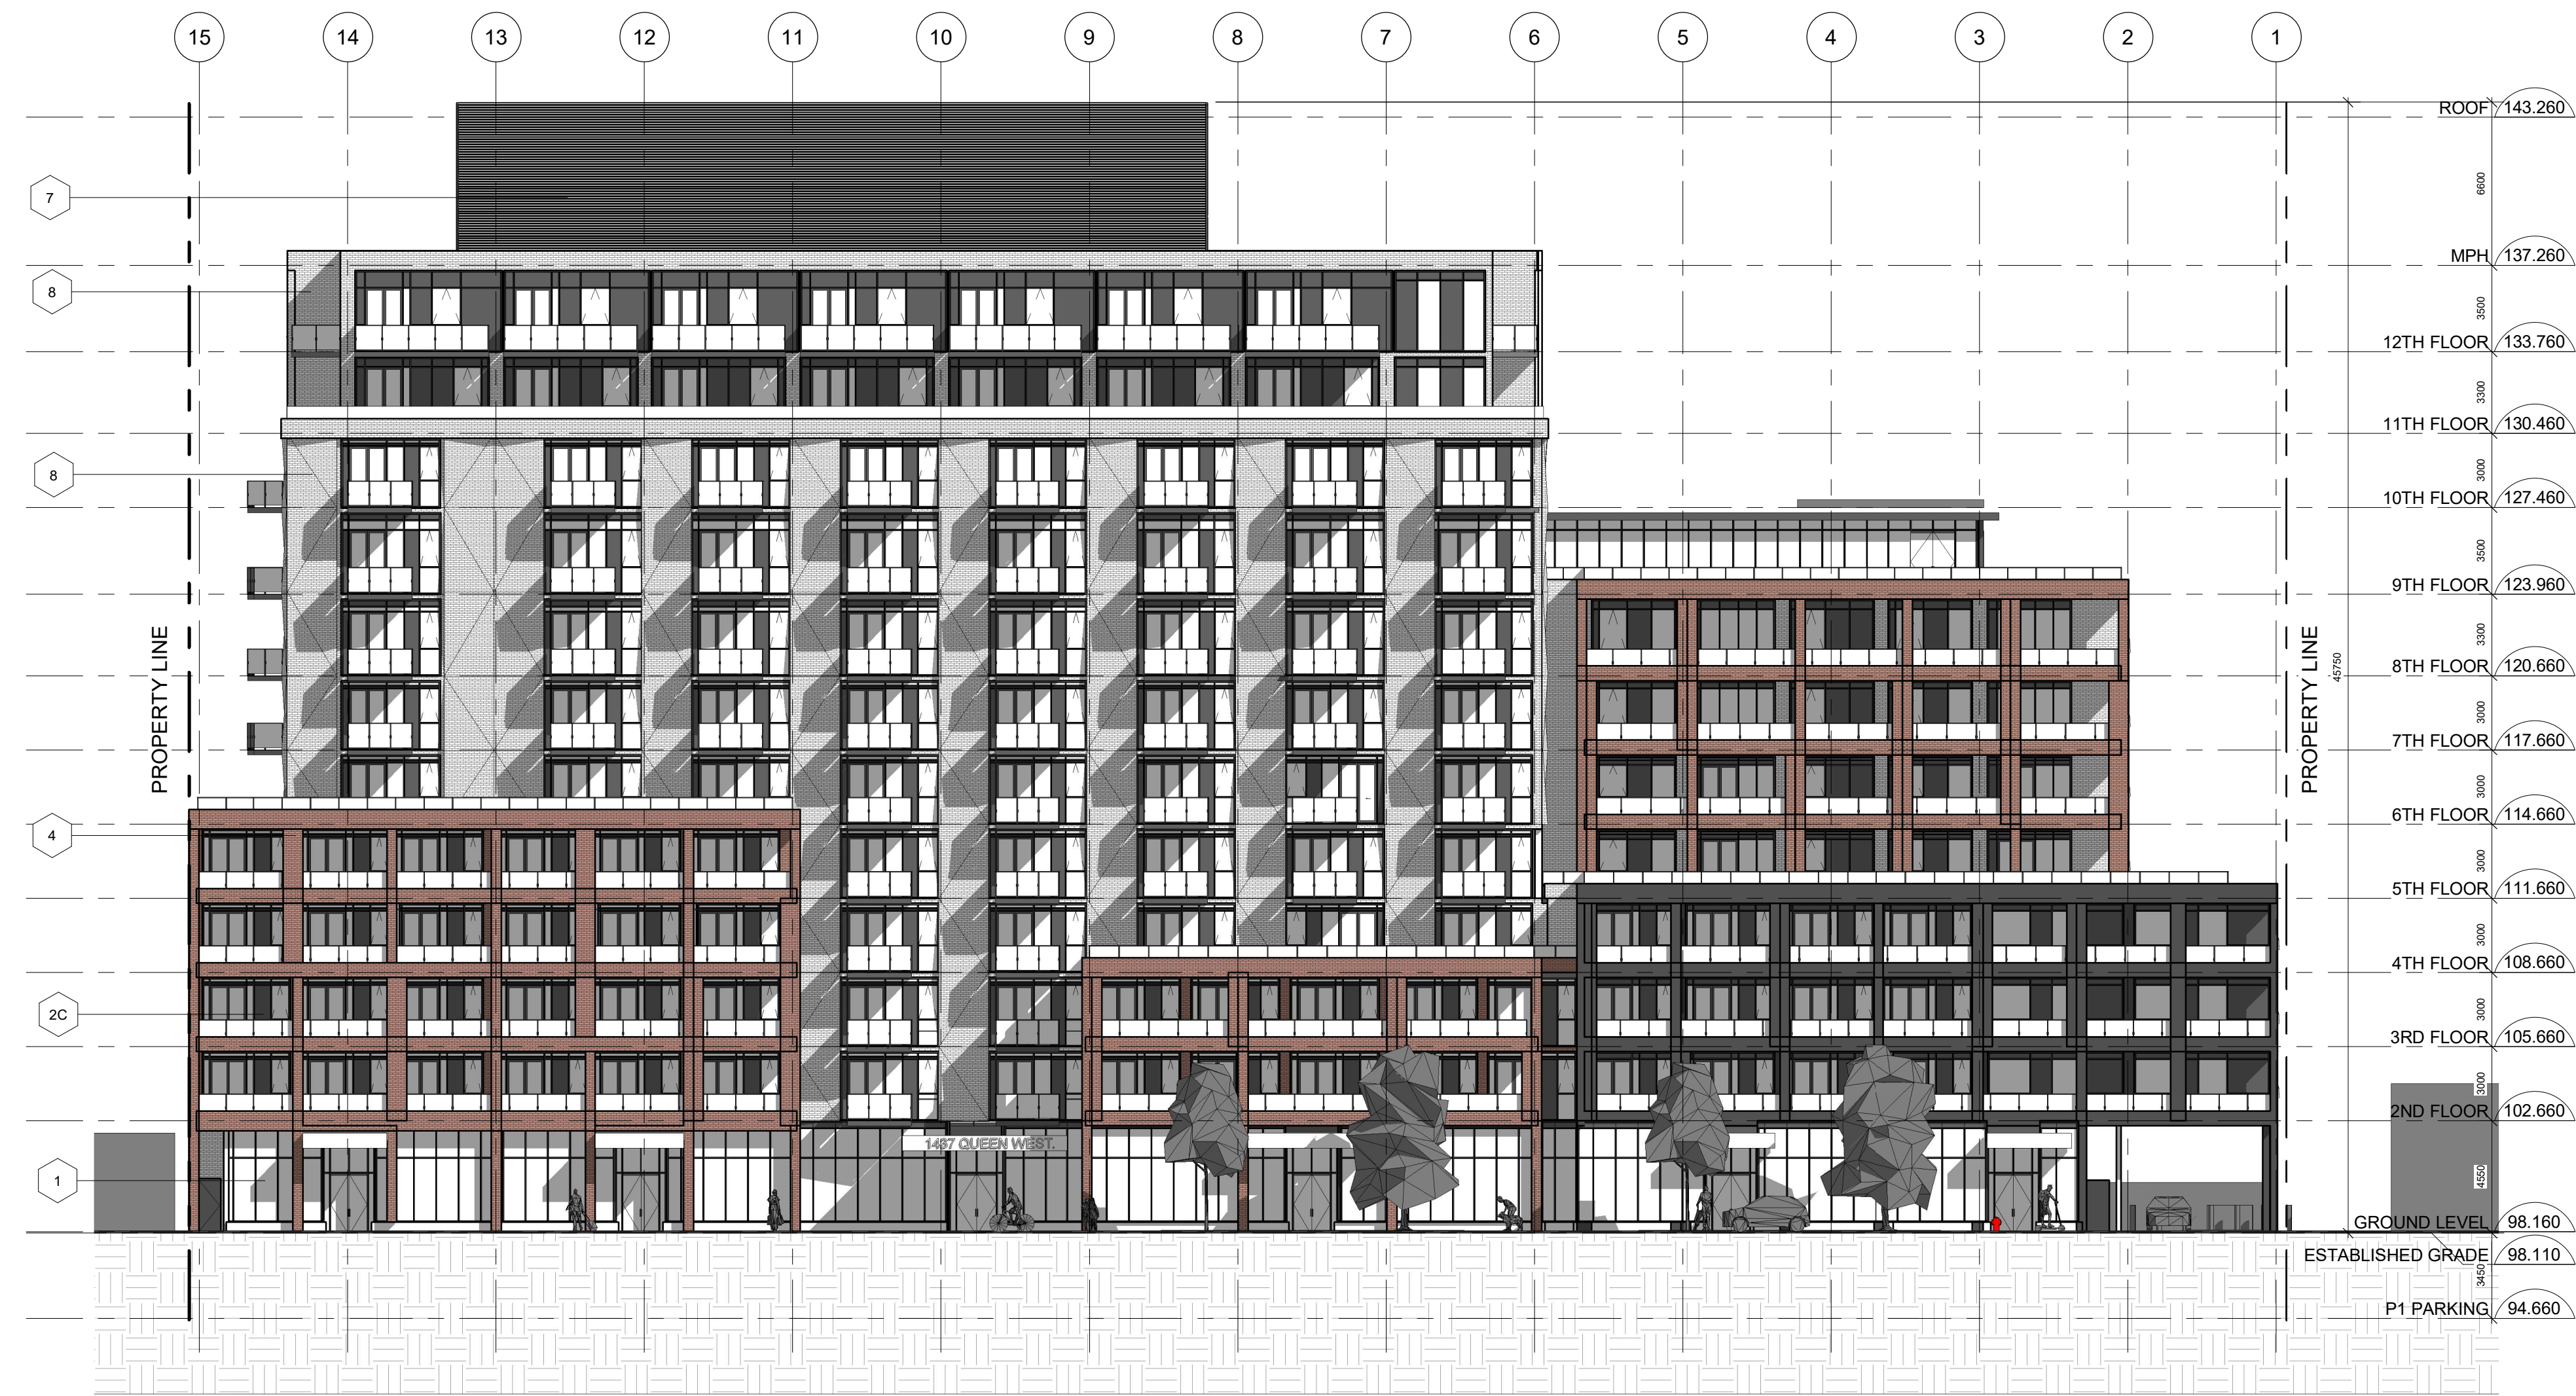 15 14 13 12 11 10 9 8 7 6 5 4 3 2 1
ROOF 143.260
6600
7
MPH 137.260
8
3500
12TH FLOOR 133.760
3300
11TH FLOOR 130.460
8
3000
10TH FLOOR 127.460
3500
9TH FLOOR 123.960
3300
PROPERTY LINE
PROPERTY LINE
45750
8TH FLOOR 120.660
3000
7TH FLOOR 117.660
3000
6TH FLOOR 114.660
4
3000
5TH FLOOR 111.660
3000
4TH FLOOR 108.660
2C
3000
3RD FLOOR 105.660
3000
2ND FLOOR 102.660
1437 QUEEN WEST.
1
4550
GROUND LEVEL 98.160
ESTABLISHED GRADE 98.110
3450
P1 PARKING 94.660